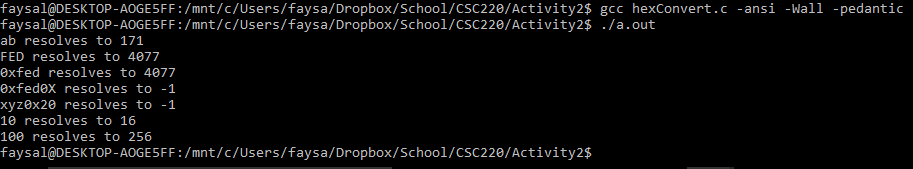 faysal@DESKTOP-AOGE5FF:/mnt/c/Users/faysa/Dropbox/School/CSC220/Activity2$ gcc hexConvert.c -ansi -Wall -pedantic
faysal@DESKTOP-AOGE5FF:/mnt/c/Users/faysa/Dropbox/School/CSC220/Activity2$ ./a.out
ab resolves to 171
FED resolves to 4077
0xfed resolves to 4077
0xfed0X resolves to -1
xyz0x20 resolves to -1
10 resolves to 16
100 resolves to 256
faysal@DESKTOP-AOGE5FF:/mnt/c/Users/faysa/Dropbox/School/CSC220/Activity2$